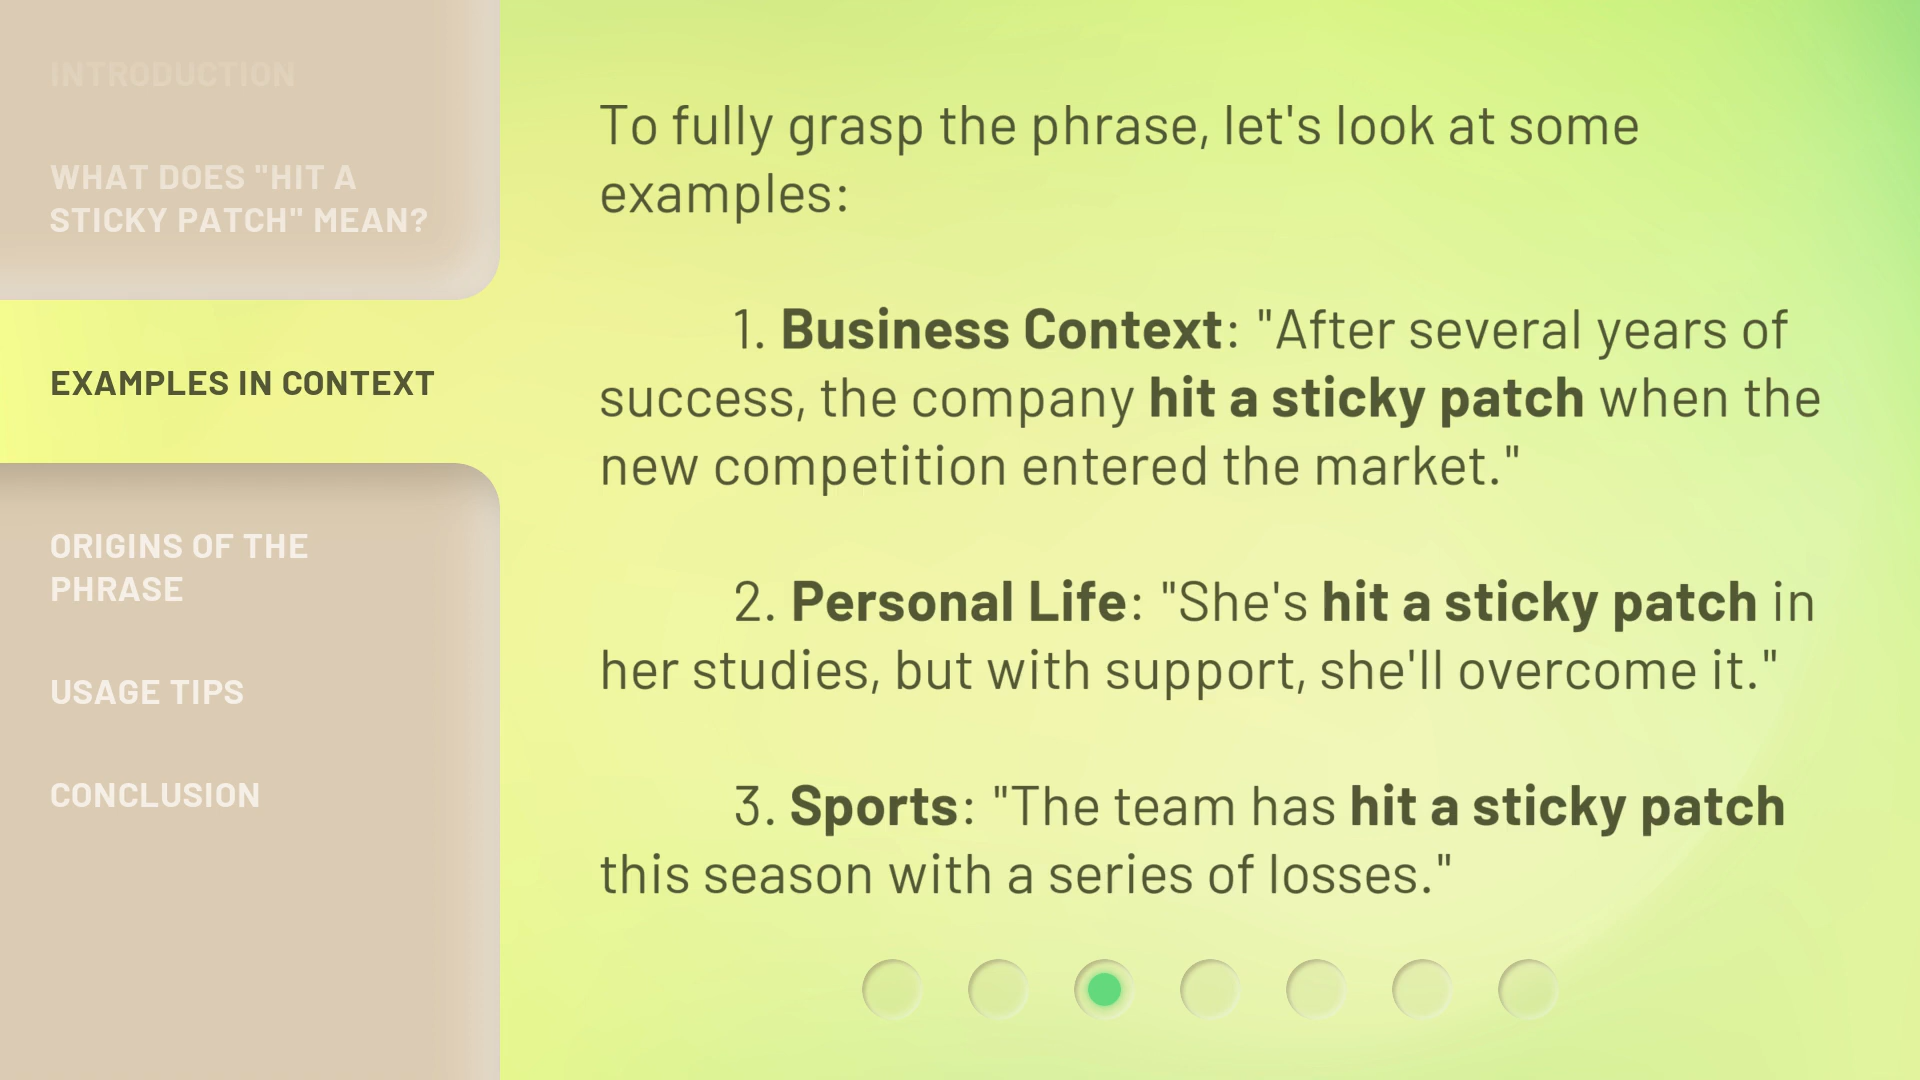 INTRODUCTION
WHAT DOES "HIT A
STICKY PATCH" MEAN?
EXAMPLES IN CONTEXT
ORIGINS OF THE
PHRASE
USAGE TIPS
CONCLUSION
To fully grasp the phrase, let's look at some
examples:
1. Business Context: "After several years of
success, the company hit a sticky patch when the
new competition entered the market."
2. Personal Life: "She's hit a sticky patch in
her studies, but with support, she'll overcome it."
3. Sports: "The team has hit a sticky patch
this season with a series of losses."